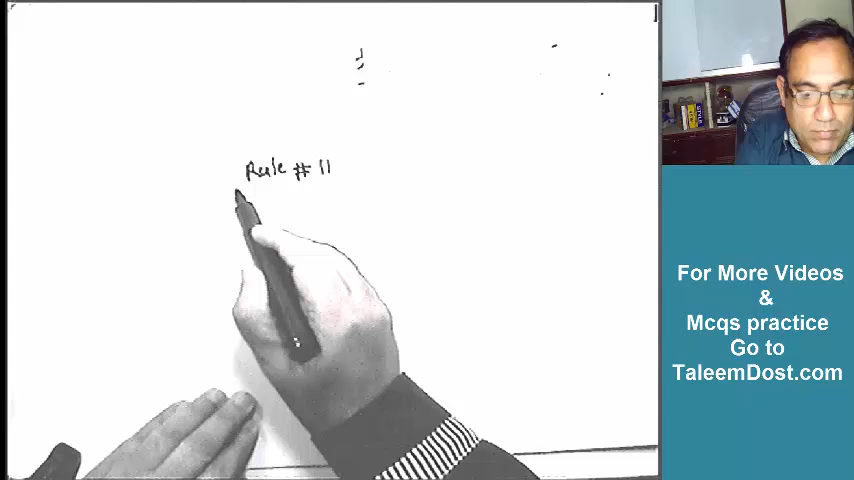 Rule # 11
For More Videos
&
Mcqs practice
Go to
TaleemDost.com